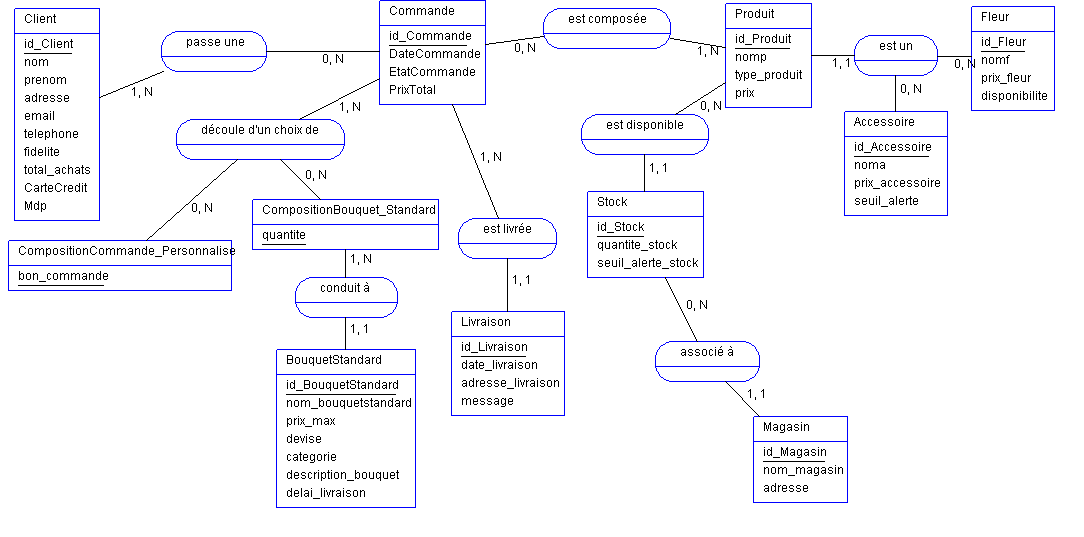 Client
id_Client
nom
prenom
adresse
email
telephone
fidelite
total_achats
CarteCredit
Mdp
passe une
1, N
0, N
Commande
id_Commande
DateCommande
EtatCommande
PrixTotal
est composée
0, N
1, N
Produit
id_Produit
nomp
type_produit
prix
est un
1, 1
0, N
0, N
Fleur
id_Fleur
nomf
prix_fleur
disponibilite
Accessoire
id_Accessoire
noma
prix_accessoire
seuil_alerte
découle d'un choix de
1, N
0, N
0, N
CompositionCommande_Personnalise
bon_commande
CompositionBouquet_Standard
quantite
1, N
conduit à
1, 1
BouquetStandard
id_BouquetStandard
nom_bouquetstandard
prix_max
devise
categorie
description_bouquet
delai_livraison
1, N
est livrée
1, 1
Livraison
id_Livraison
date_livraison
adresse_livraison
message
0, N
est disponible
1, 1
Stock
id_Stock
quantite_stock
seuil_alerte_stock
0, N
associé à
1, 1
Magasin
id_Magasin
nom_magasin
adresse